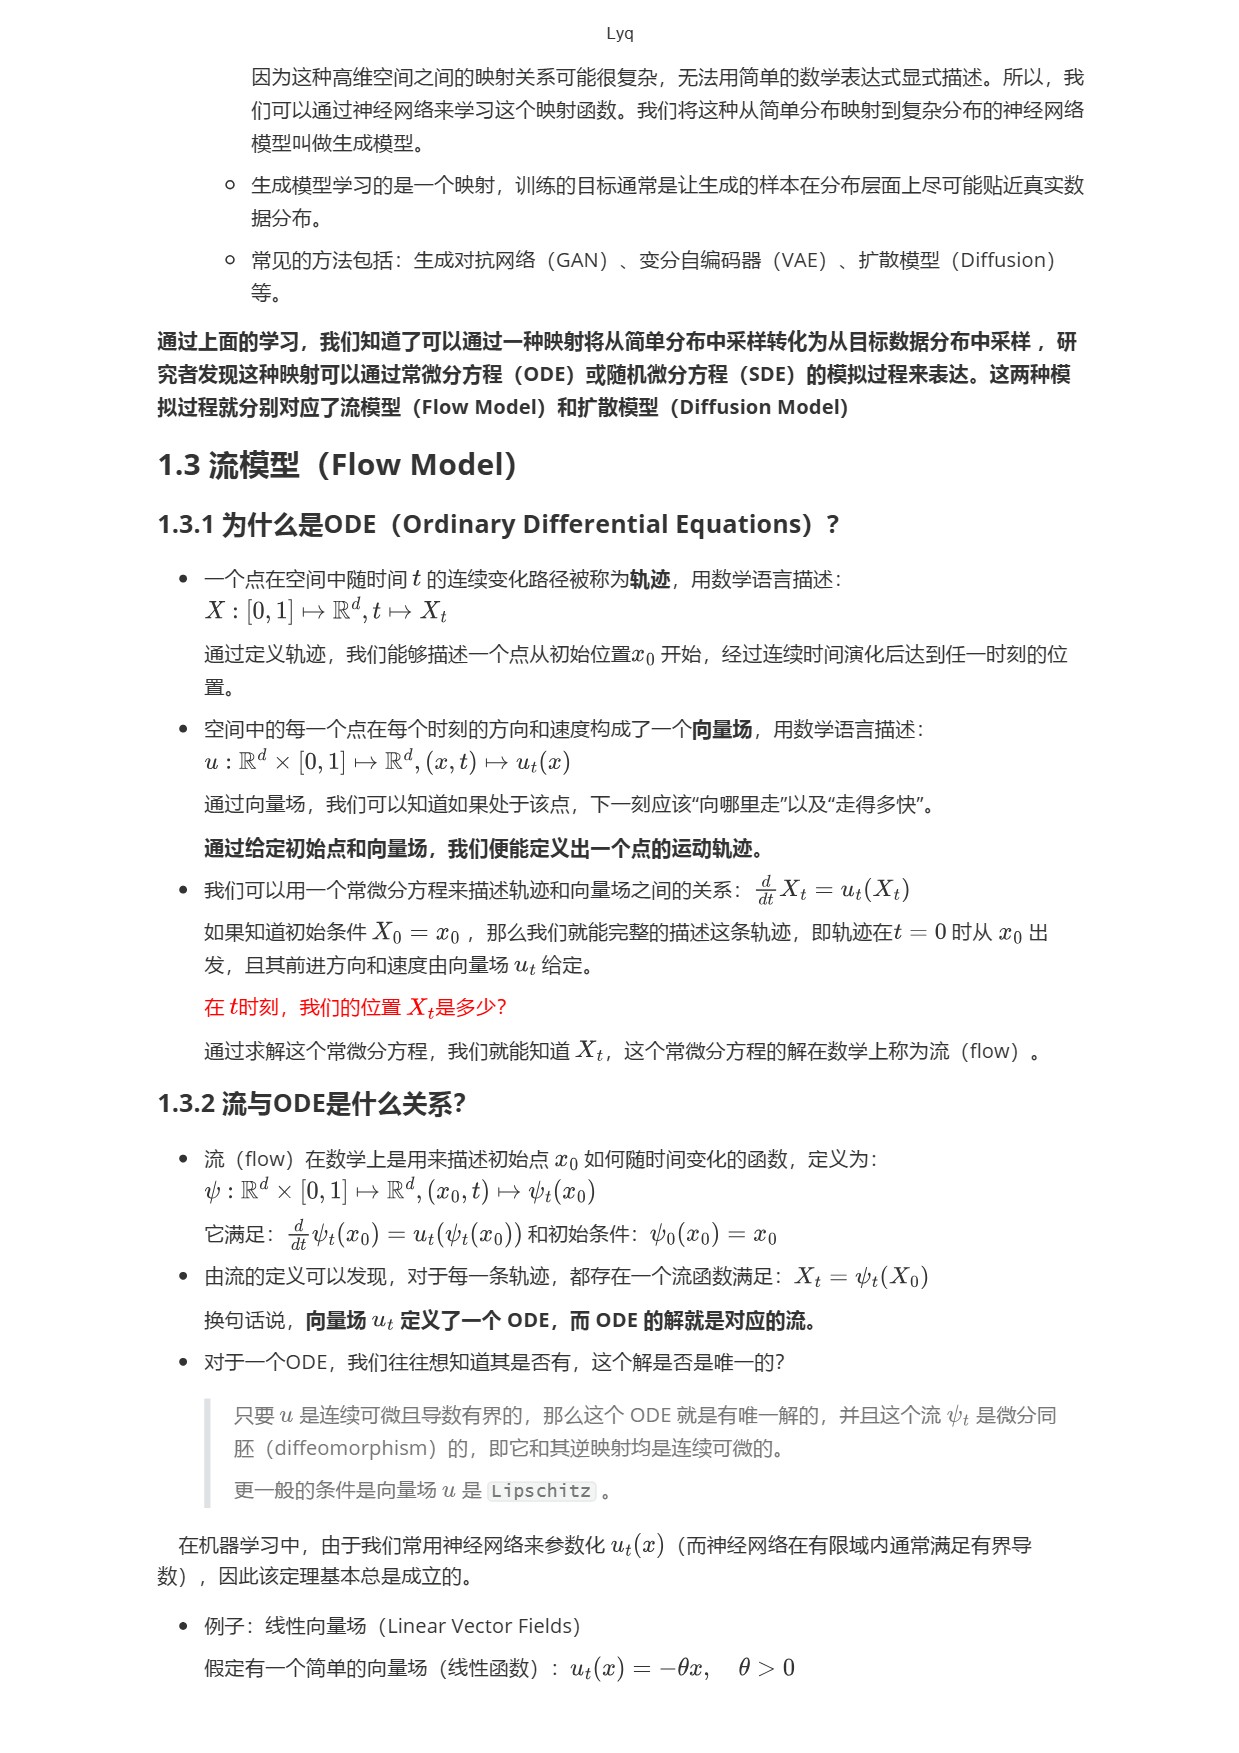 Lyq
因为这种高维空间之间的映射关系可能很复杂，无法用简单的数学表达式显式描述。所以，我
们可以通过神经网络来学习这个映射函数。我们将这种从简单分布映射到复杂分布的神经网络
模型叫做生成模型。
○ 生成模型学习的是一个映射，训练的目标通常是让生成的样本在分布层面上尽可能贴近真实数
据分布。
○ 常见的方法包括：生成对抗网络（GAN）、变分自编码器（VAE）、扩散模型（Diffusion）
等。
通过上面的学习，我们知道了可以通过一种映射将从简单分布中采样转化为从目标数据分布中采样 ，研
究者发现这种映射可以通过常微分方程（ODE）或随机微分方程（SDE）的模拟过程来表达。这两种模
拟过程就分别对应了流模型（Flow Model）和扩散模型（Diffusion Model）
1.3 流模型（Flow Model）
1.3.1 为什么是ODE（Ordinary Differential Equations）?
• 一个点在空间中随时间 t 的连续变化路径被称为轨迹，用数学语言描述：
X : [0, 1] ↦ ℝ^d, t ↦ X_t
通过定义轨迹，我们能够描述一个点从初始位置x_0 开始，经过连续时间演化后达到任一时刻的位
置。
• 空间中的每一个点在每个时刻的方向和速度构成了一个向量场，用数学语言描述：
u : ℝ^d × [0, 1] ↦ ℝ^d, (x, t) ↦ u_t(x)
通过向量场，我们可以知道如果处于该点，下一刻应该“向哪里走”以及“走得多快”。
通过给定初始点和向量场，我们便能定义出一个点的运动轨迹。
• 我们可以用一个常微分方程来描述轨迹和向量场之间的关系：d/dt X_t = u_t(X_t)
如果知道初始条件 X_0 = x_0 ，那么我们就能完整的描述这条轨迹，即轨迹在t = 0 时从 x_0 出
发，且其前进方向和速度由向量场 u_t 给定。
在 t时刻，我们的位置 X_t是多少？
通过求解这个常微分方程，我们就能知道 X_t，这个常微分方程的解在数学上称为流（flow）。
1.3.2 流与ODE是什么关系？
• 流（flow）在数学上是用来描述初始点 x_0 如何随时间变化的函数，定义为：
ψ : ℝ^d × [0, 1] ↦ ℝ^d, (x_0, t) ↦ ψ_t(x_0)
它满足：d/dt ψ_t(x_0) = u_t(ψ_t(x_0)) 和初始条件：ψ_0(x_0) = x_0
• 由流的定义可以发现，对于每一条轨迹，都存在一个流函数满足：X_t = ψ_t(X_0)
换句话说，向量场 u_t 定义了一个 ODE，而 ODE 的解就是对应的流。
• 对于一个ODE，我们往往想知道其是否有，这个解是否是唯一的？
只要 u 是连续可微且导数有界的，那么这个 ODE 就是有唯一解的，并且这个流 ψ_t 是微分同
胚（diffeomorphism）的，即它和其逆映射均是连续可微的。
更一般的条件是向量场 u 是 Lipschitz 。
在机器学习中，由于我们常用神经网络来参数化 u_t(x)（而神经网络在有限域内通常满足有界导
数）, 因此该定理基本总是成立的。
• 例子：线性向量场（Linear Vector Fields）
假定有一个简单的向量场（线性函数）: u_t(x) = −θx, θ > 0